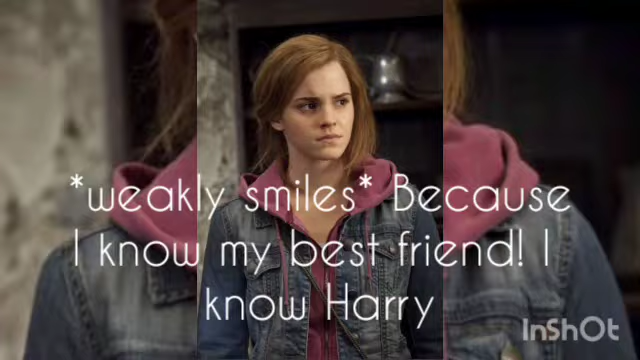 *weakly smiles* Because
I know my best friend! I
know Harry
InShOt